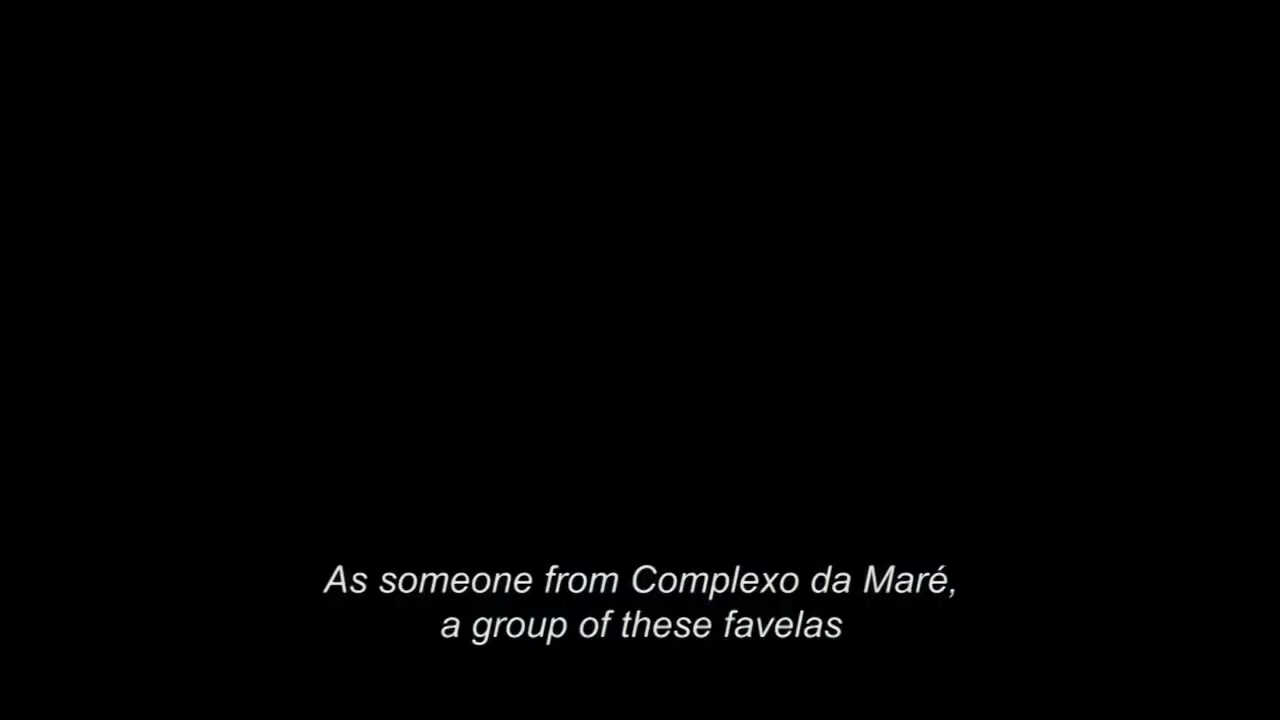 As someone from Complexo da Maré,
a group of these favelas